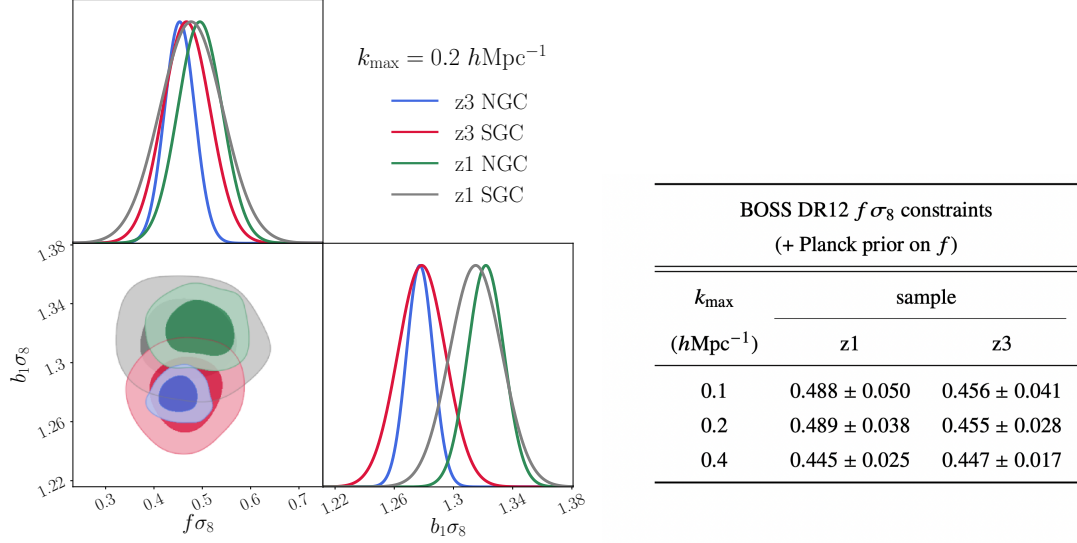 k_max = 0.2 hMpc⁻¹
z3 NGC
z3 SGC
z1 NGC
z1 SGC
1.38
1.34
1.3
1.26
1.22
b₁σ₈
0.3 0.4 0.5 0.6 0.7
fσ₈
1.22 1.26 1.3 1.34 1.38
b₁σ₈
BOSS DR12 fσ₈ constraints
(+ Planck prior on f)
k_max sample
(hMpc⁻¹) z1 z3
0.1 0.488 ± 0.050 0.456 ± 0.041
0.2 0.489 ± 0.038 0.455 ± 0.028
0.4 0.445 ± 0.025 0.447 ± 0.017